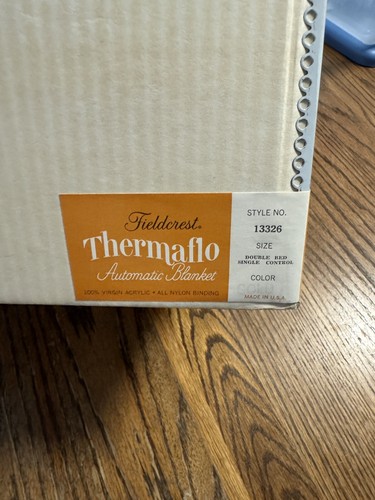 Fieldcrest®
Thermaflo
Automatic Blanket
100% VIRGIN ACRYLIC • ALL NYLON BINDING
STYLE NO.
13326
SIZE
DOUBLE BED
SINGLE CONTROL
COLOR
MADE IN U.S.A.